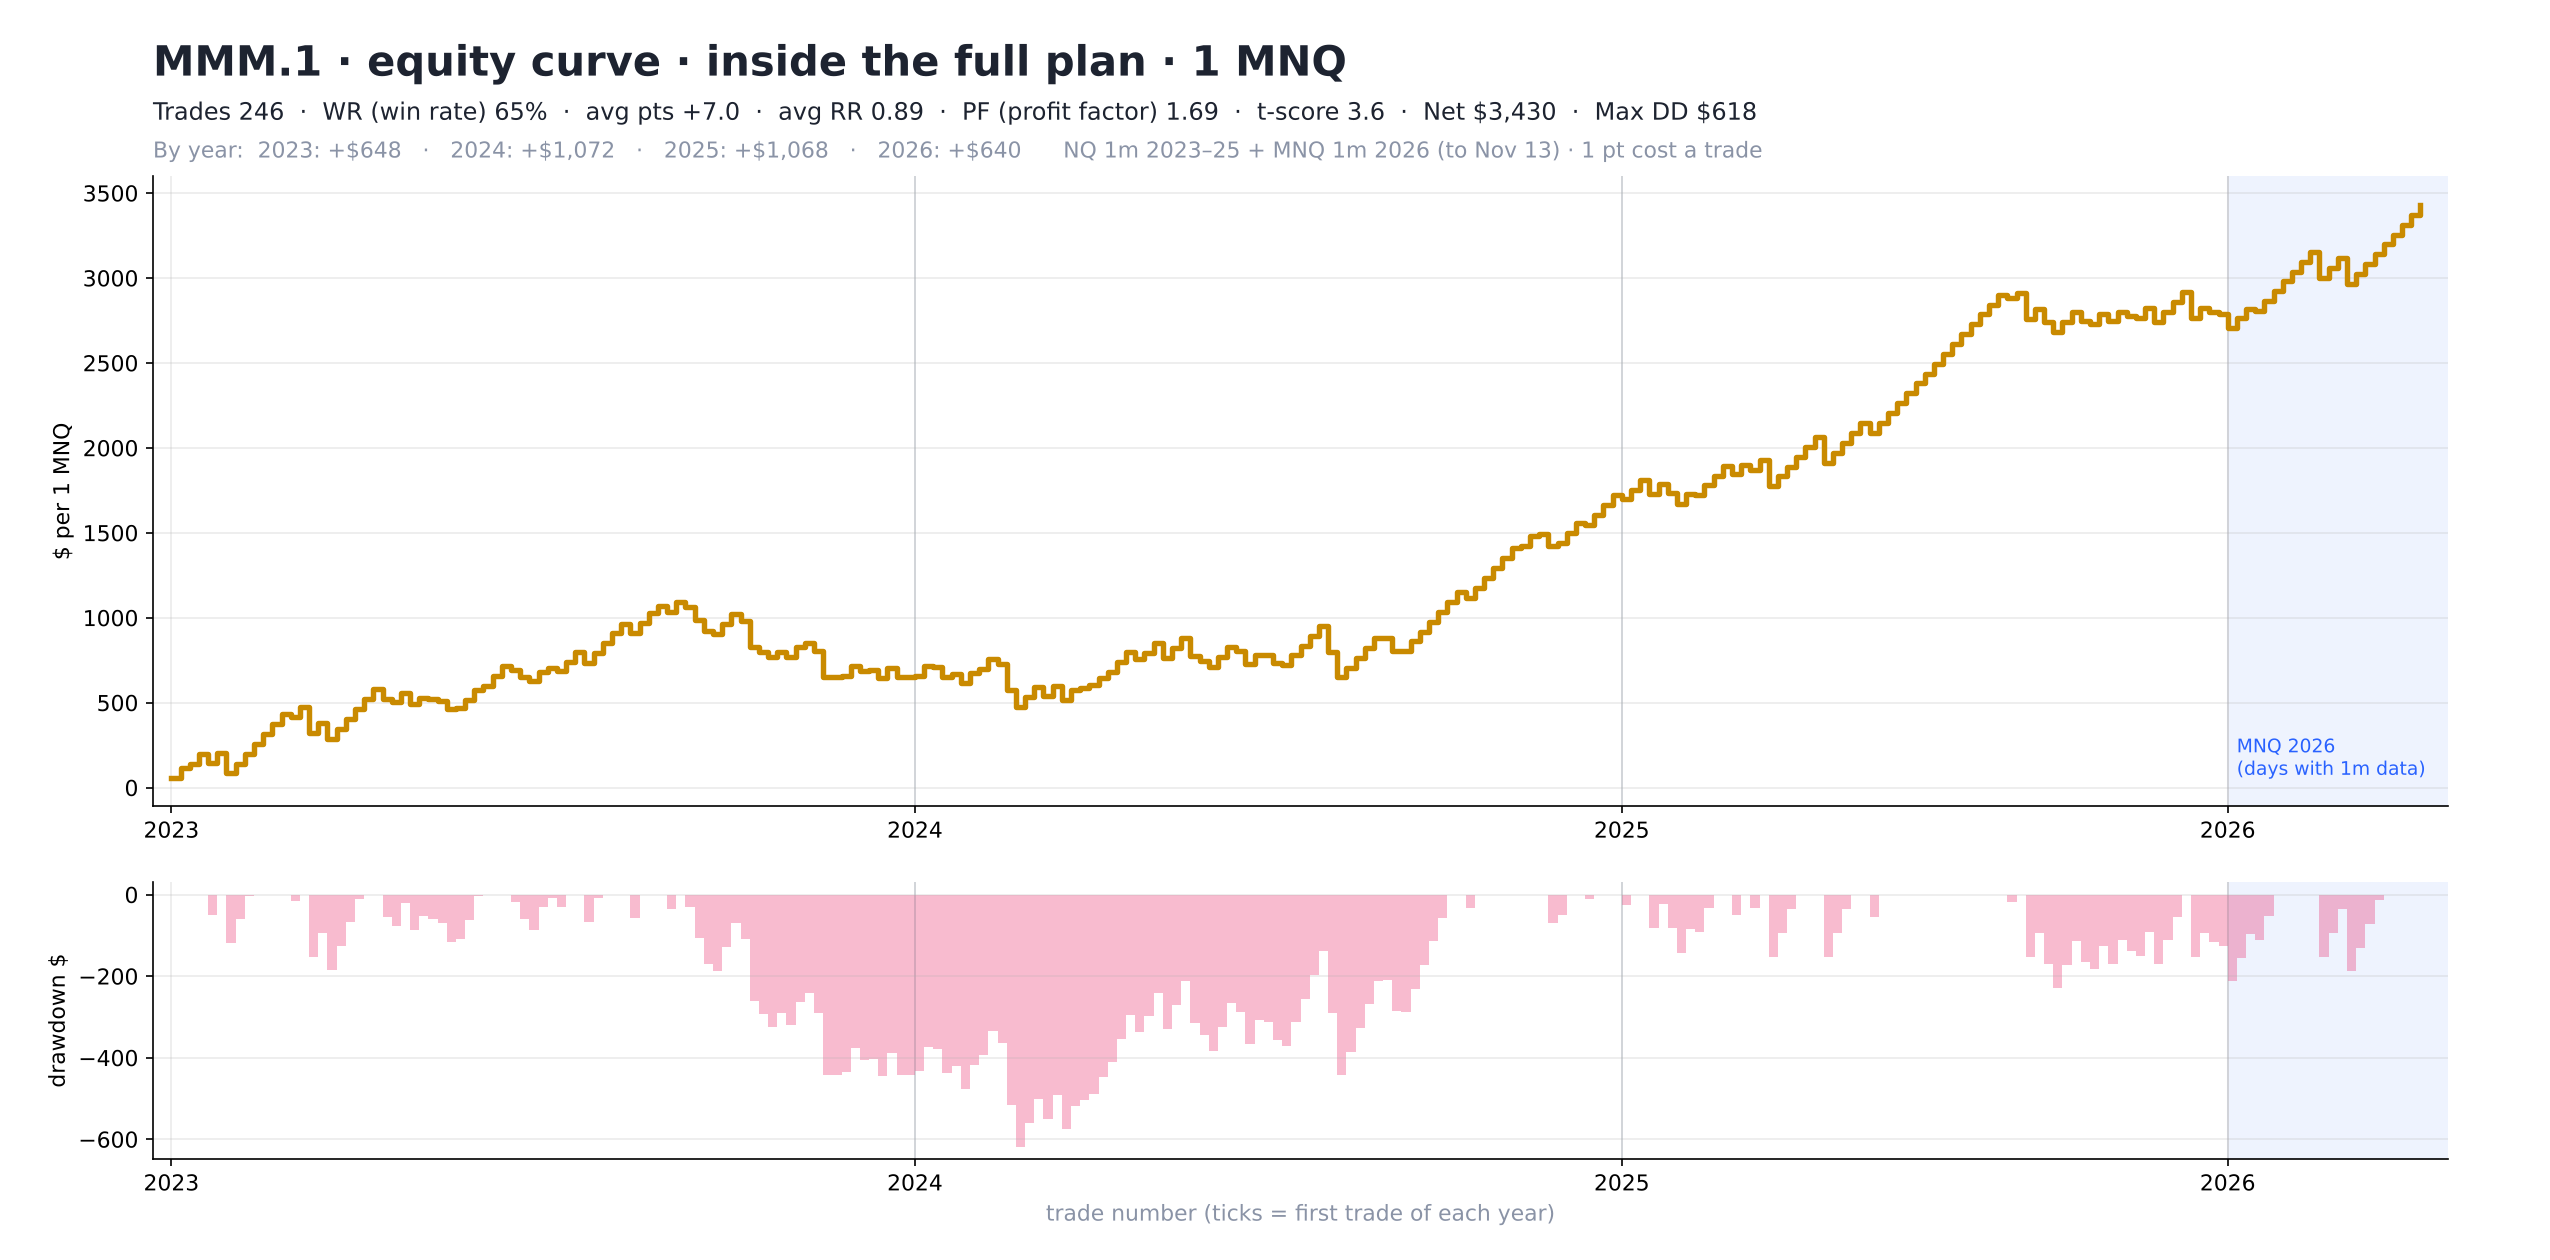 MMM.1 · equity curve · inside the full plan · 1 MNQ
Trades 246 · WR (win rate) 65% · avg pts +7.0 · avg RR 0.89 · PF (profit factor) 1.69 · t-score 3.6 · Net $3,430 · Max DD $618
By year: 2023: +$648 · 2024: +$1,072 · 2025: +$1,068 · 2026: +$640 NQ 1m 2023–25 + MNQ 1m 2026 (to Nov 13) · 1 pt cost a trade
$ per 1 MNQ
3500
3000
2500
2000
1500
1000
500
0
MNQ 2026
(days with 1m data)
2023 2024 2025 2026
drawdown $
0
−200
−400
−600
2023 2024 2025 2026
trade number (ticks = first trade of each year)